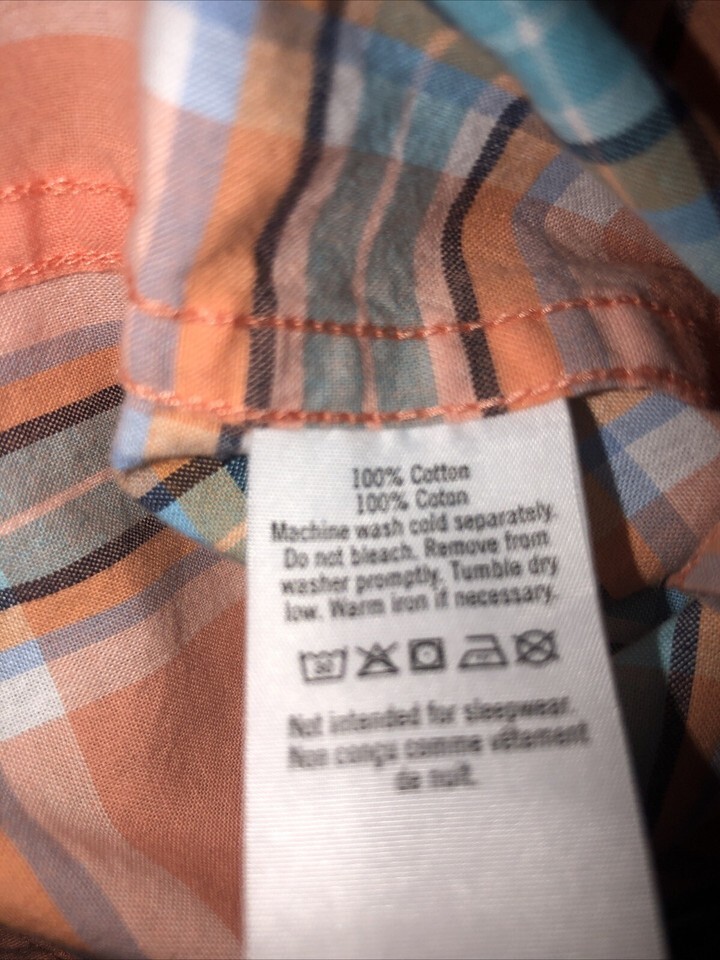 100% Cotton
100% Coton
Machine wash cold separately.
Do not bleach. Remove from
washer promptly. Tumble dry
low. Warm iron if necessary.
Not intended for sleepwear.
Non conçu comme vêtement
de nuit.